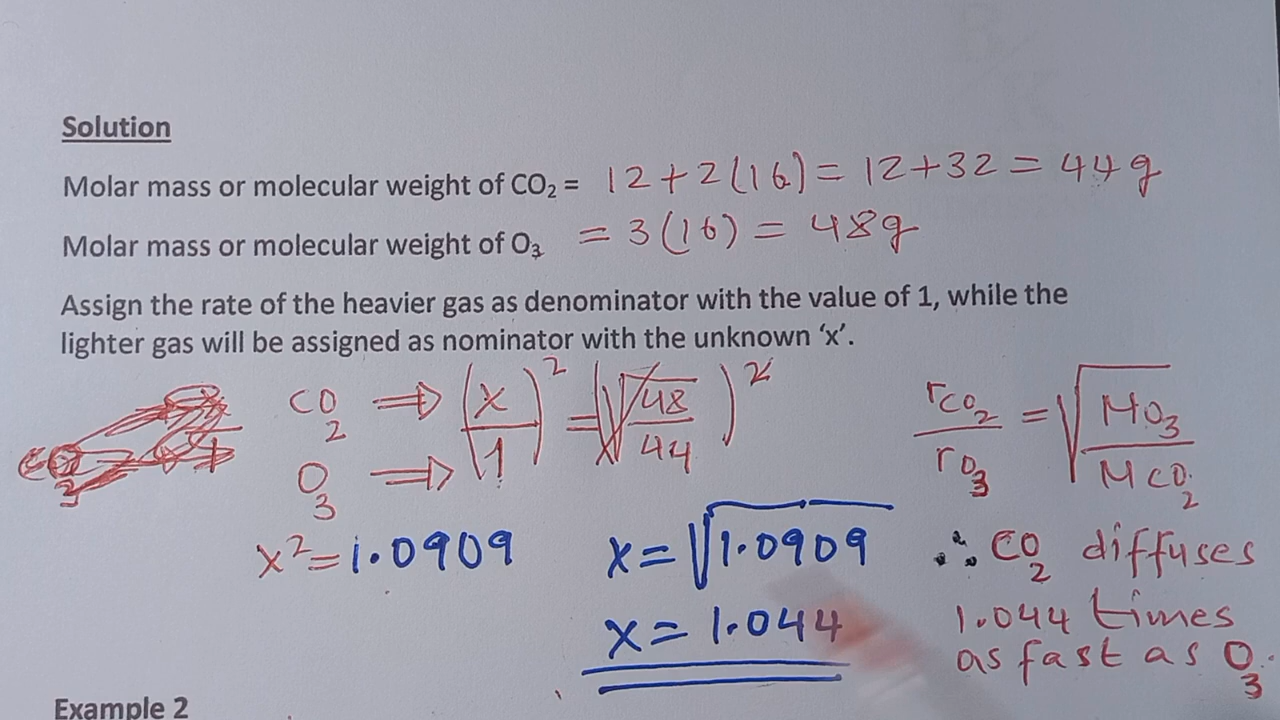 Solution
Molar mass or molecular weight of CO₂ = 12+2(16) = 12+32 = 44g
Molar mass or molecular weight of O₃ = 3(16) = 48g
Assign the rate of the heavier gas as denominator with the value of 1, while the
lighter gas will be assigned as nominator with the unknown ‘x’.
CO₂ ⇒ (x/1)² = (√(48/44))²
O₃ ⇒
rCO₂/rO₃ = √(MO₃/MCO₂)
x² = 1.0909
x = √1.0909
x = 1.044
∴ CO₂ diffuses
1.044 times
as fast as O₃.
Example 2